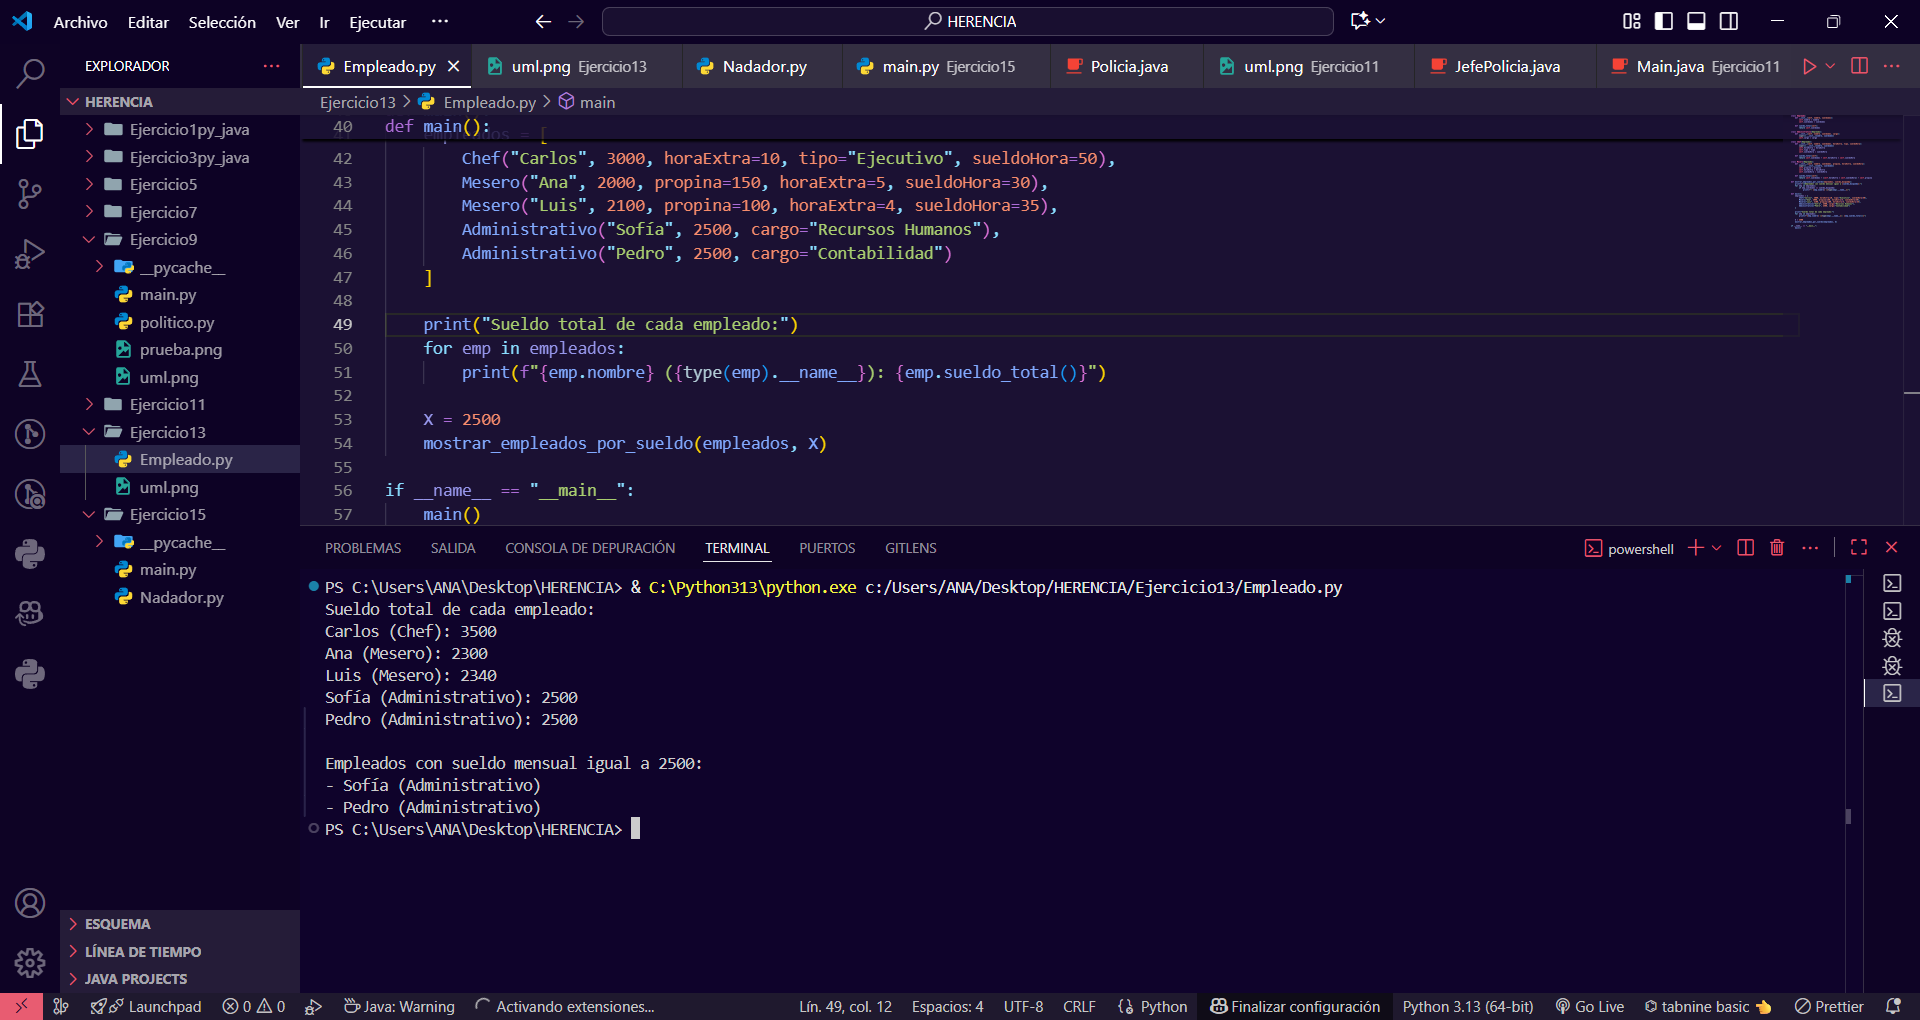 Archivo Editar Selección Ver Ir Ejecutar ··· HERENCIA
EXPLORADOR ···
HERENCIA
Ejercicio1py_java
Ejercicio3py_java
Ejercicio5
Ejercicio7
Ejercicio9
__pycache__
main.py
politico.py
prueba.png
uml.png
Ejercicio11
Ejercicio13
Empleado.py
uml.png
Ejercicio15
__pycache__
main.py
Nadador.py
ESQUEMA
LÍNEA DE TIEMPO
JAVA PROJECTS
Empleado.py uml.png Ejercicio13 Nadador.py main.py Ejercicio15 Policia.java uml.png Ejercicio11 JefePolicia.java Main.java Ejercicio11
Ejercicio13 > Empleado.py > main
40 def main():
41 empleados = [
42 Chef("Carlos", 3000, horaExtra=10, tipo="Ejecutivo", sueldoHora=50),
43 Mesero("Ana", 2000, propina=150, horaExtra=5, sueldoHora=30),
44 Mesero("Luis", 2100, propina=100, horaExtra=4, sueldoHora=35),
45 Administrativo("Sofía", 2500, cargo="Recursos Humanos"),
46 Administrativo("Pedro", 2500, cargo="Contabilidad")
47 ]
48
49 print("Sueldo total de cada empleado:")
50 for emp in empleados:
51 print(f"{emp.nombre} ({type(emp).__name__}): {emp.sueldo_total()}")
52
53 X = 2500
54 mostrar_empleados_por_sueldo(empleados, X)
55
56 if __name__ == "__main__":
57 main()
PROBLEMAS SALIDA CONSOLA DE DEPURACIÓN TERMINAL PUERTOS GITLENS powershell
PS C:\Users\ANA\Desktop\HERENCIA> & C:\Python313\python.exe c:/Users/ANA/Desktop/HERENCIA/Ejercicio13/Empleado.py
Sueldo total de cada empleado:
Carlos (Chef): 3500
Ana (Mesero): 2300
Luis (Mesero): 2340
Sofía (Administrativo): 2500
Pedro (Administrativo): 2500
Empleados con sueldo mensual igual a 2500:
- Sofía (Administrativo)
- Pedro (Administrativo)
PS C:\Users\ANA\Desktop\HERENCIA>
Launchpad 0 0 Java: Warning Activando extensiones... Lín. 49, col. 12 Espacios: 4 UTF-8 CRLF Python Finalizar configuración Python 3.13 (64-bit) Go Live tabnine basic Prettier